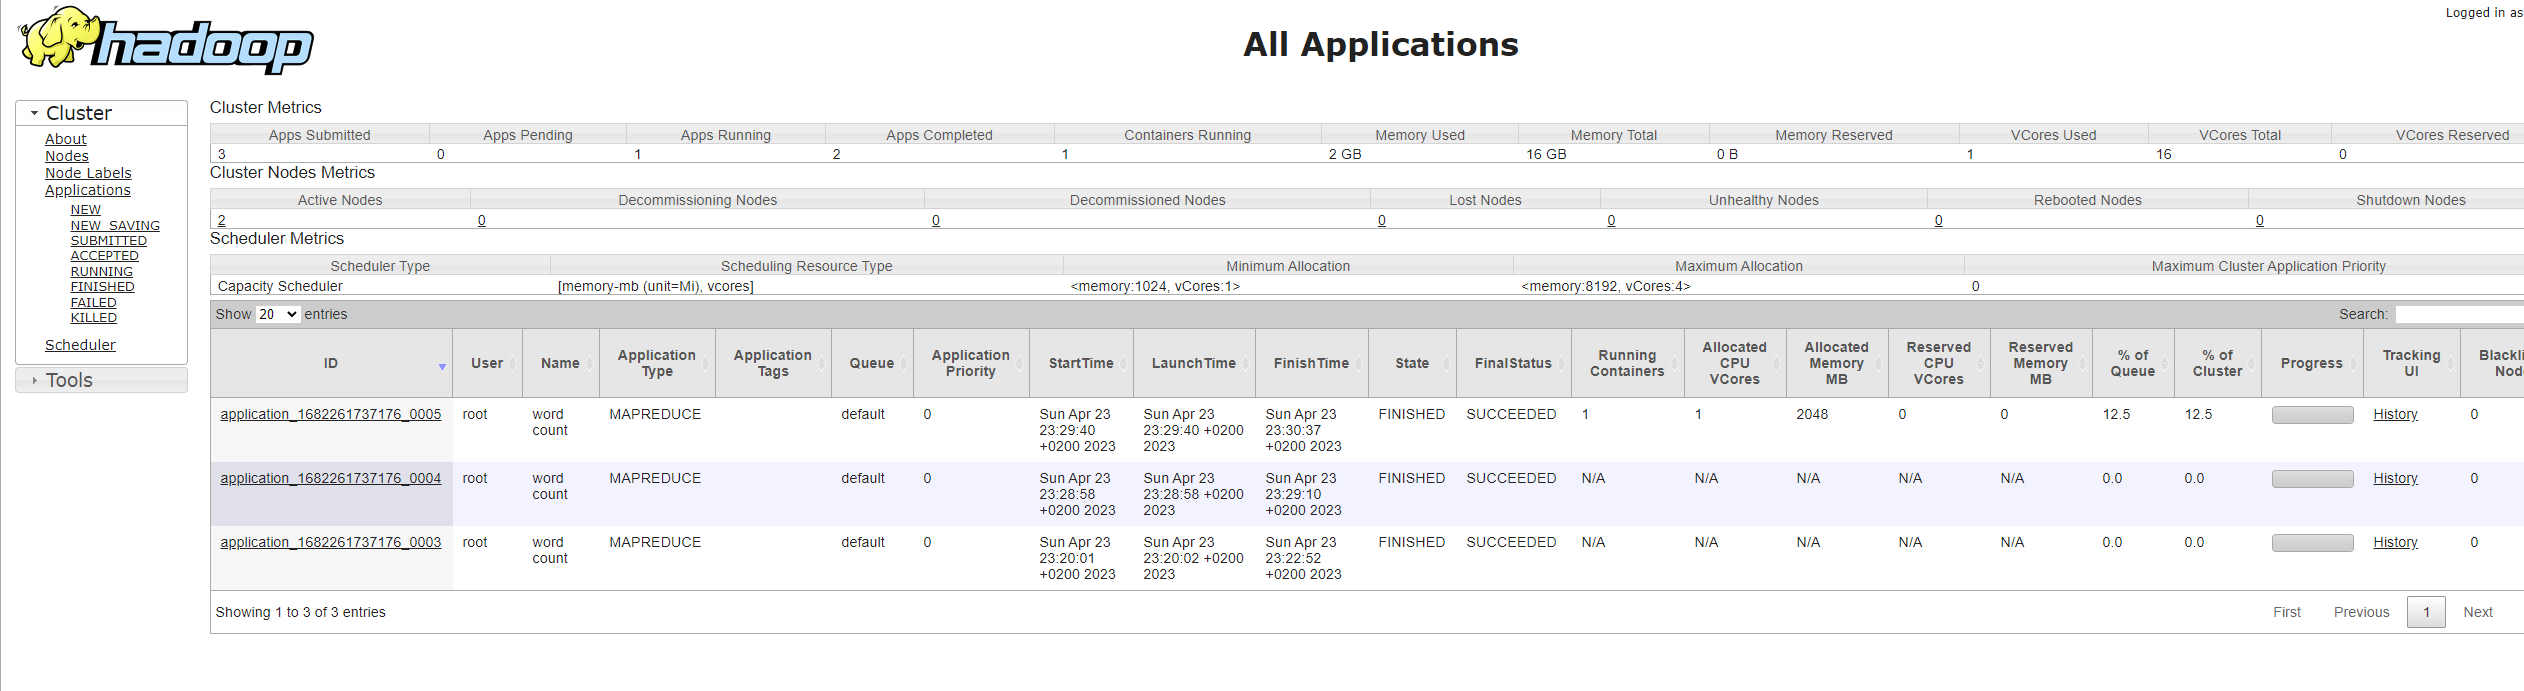 hadoop
All Applications
Logged in as
Cluster
About
Nodes
Node Labels
Applications
NEW
NEW_SAVING
SUBMITTED
ACCEPTED
RUNNING
FINISHED
FAILED
KILLED
Scheduler
Tools
Cluster Metrics
Apps Submitted Apps Pending Apps Running Apps Completed Containers Running Memory Used Memory Total Memory Reserved VCores Used VCores Total VCores Reserved
3 0 1 2 1 2 GB 16 GB 0 B 1 16 0
Cluster Nodes Metrics
Active Nodes Decommissioning Nodes Decommissioned Nodes Lost Nodes Unhealthy Nodes Rebooted Nodes Shutdown Nodes
2 0 0 0 0 0 0
Scheduler Metrics
Scheduler Type Scheduling Resource Type Minimum Allocation Maximum Allocation Maximum Cluster Application Priority
Capacity Scheduler [memory-mb (unit=Mi), vcores] <memory:1024, vCores:1> <memory:8192, vCores:4> 0
Show 20 entries Search:
ID User Name Application Type Application Tags Queue Application Priority StartTime LaunchTime FinishTime State FinalStatus Running Containers Allocated CPU VCores Allocated Memory MB Reserved CPU VCores Reserved Memory MB % of Queue % of Cluster Progress Tracking UI Blackli Nod
application_1682261737176_0005 root word count MAPREDUCE default 0 Sun Apr 23 23:29:40 +0200 2023 Sun Apr 23 23:29:40 +0200 2023 Sun Apr 23 23:30:37 +0200 2023 FINISHED SUCCEEDED 1 1 2048 0 0 12.5 12.5 History 0
application_1682261737176_0004 root word count MAPREDUCE default 0 Sun Apr 23 23:28:58 +0200 2023 Sun Apr 23 23:28:58 +0200 2023 Sun Apr 23 23:29:10 +0200 2023 FINISHED SUCCEEDED N/A N/A N/A N/A N/A 0.0 0.0 History 0
application_1682261737176_0003 root word count MAPREDUCE default 0 Sun Apr 23 23:20:01 +0200 2023 Sun Apr 23 23:20:02 +0200 2023 Sun Apr 23 23:22:52 +0200 2023 FINISHED SUCCEEDED N/A N/A N/A N/A N/A 0.0 0.0 History 0
Showing 1 to 3 of 3 entries First Previous 1 Next